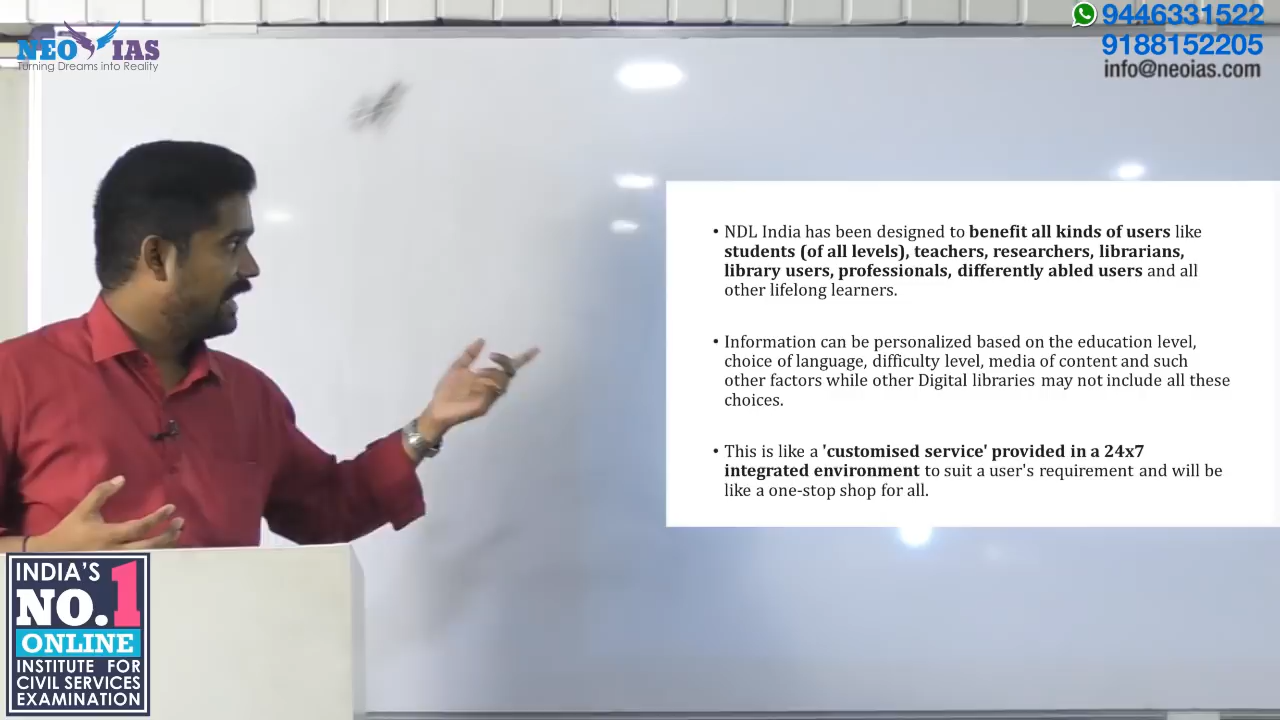 NEO IAS
Turning Dreams into Reality
9446331522
9188152205
info@neoias.com
• NDL India has been designed to benefit all kinds of users like
students (of all levels), teachers, researchers, librarians,
library users, professionals, differently abled users and all
other lifelong learners.
• Information can be personalized based on the education level,
choice of language, difficulty level, media of content and such
other factors while other Digital libraries may not include all these
choices.
• This is like a 'customised service' provided in a 24x7
integrated environment to suit a user's requirement and will be
like a one-stop shop for all.
INDIA'S
NO.1
ONLINE
INSTITUTE FOR
CIVIL SERVICES
EXAMINATION